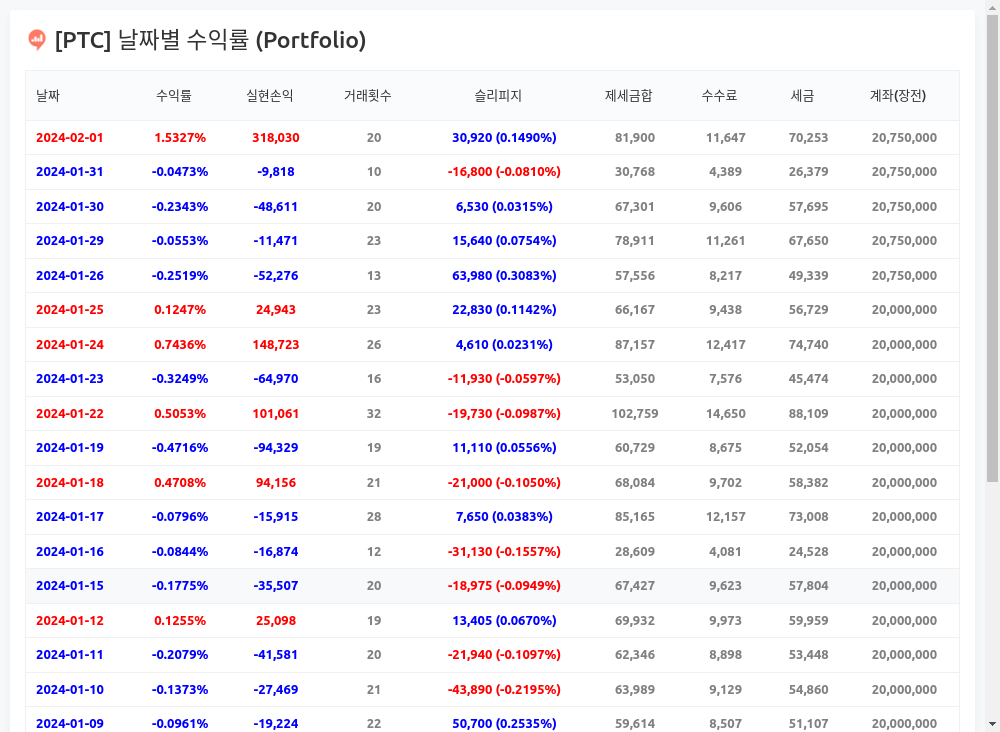 [PTC] 날짜별 수익률 (Portfolio)
날짜 수익률 실현손익 거래횟수 슬리피지 제세금합 수수료 세금 계좌(장전)
2024-02-01 1.5327% 318,030 20 30,920 (0.1490%) 81,900 11,647 70,253 20,750,000
2024-01-31 -0.0473% -9,818 10 -16,800 (-0.0810%) 30,768 4,389 26,379 20,750,000
2024-01-30 -0.2343% -48,611 20 6,530 (0.0315%) 67,301 9,606 57,695 20,750,000
2024-01-29 -0.0553% -11,471 23 15,640 (0.0754%) 78,911 11,261 67,650 20,750,000
2024-01-26 -0.2519% -52,276 13 63,980 (0.3083%) 57,556 8,217 49,339 20,750,000
2024-01-25 0.1247% 24,943 23 22,830 (0.1142%) 66,167 9,438 56,729 20,000,000
2024-01-24 0.7436% 148,723 26 4,610 (0.0231%) 87,157 12,417 74,740 20,000,000
2024-01-23 -0.3249% -64,970 16 -11,930 (-0.0597%) 53,050 7,576 45,474 20,000,000
2024-01-22 0.5053% 101,061 32 -19,730 (-0.0987%) 102,759 14,650 88,109 20,000,000
2024-01-19 -0.4716% -94,329 19 11,110 (0.0556%) 60,729 8,675 52,054 20,000,000
2024-01-18 0.4708% 94,156 21 -21,000 (-0.1050%) 68,084 9,702 58,382 20,000,000
2024-01-17 -0.0796% -15,915 28 7,650 (0.0383%) 85,165 12,157 73,008 20,000,000
2024-01-16 -0.0844% -16,874 12 -31,130 (-0.1557%) 28,609 4,081 24,528 20,000,000
2024-01-15 -0.1775% -35,507 20 -18,975 (-0.0949%) 67,427 9,623 57,804 20,000,000
2024-01-12 0.1255% 25,098 19 13,405 (0.0670%) 69,932 9,973 59,959 20,000,000
2024-01-11 -0.2079% -41,581 20 -21,940 (-0.1097%) 62,346 8,898 53,448 20,000,000
2024-01-10 -0.1373% -27,469 21 -43,890 (-0.2195%) 63,989 9,129 54,860 20,000,000
2024-01-09 -0.0961% -19,224 22 50,700 (0.2535%) 59,614 8,507 51,107 20,000,000